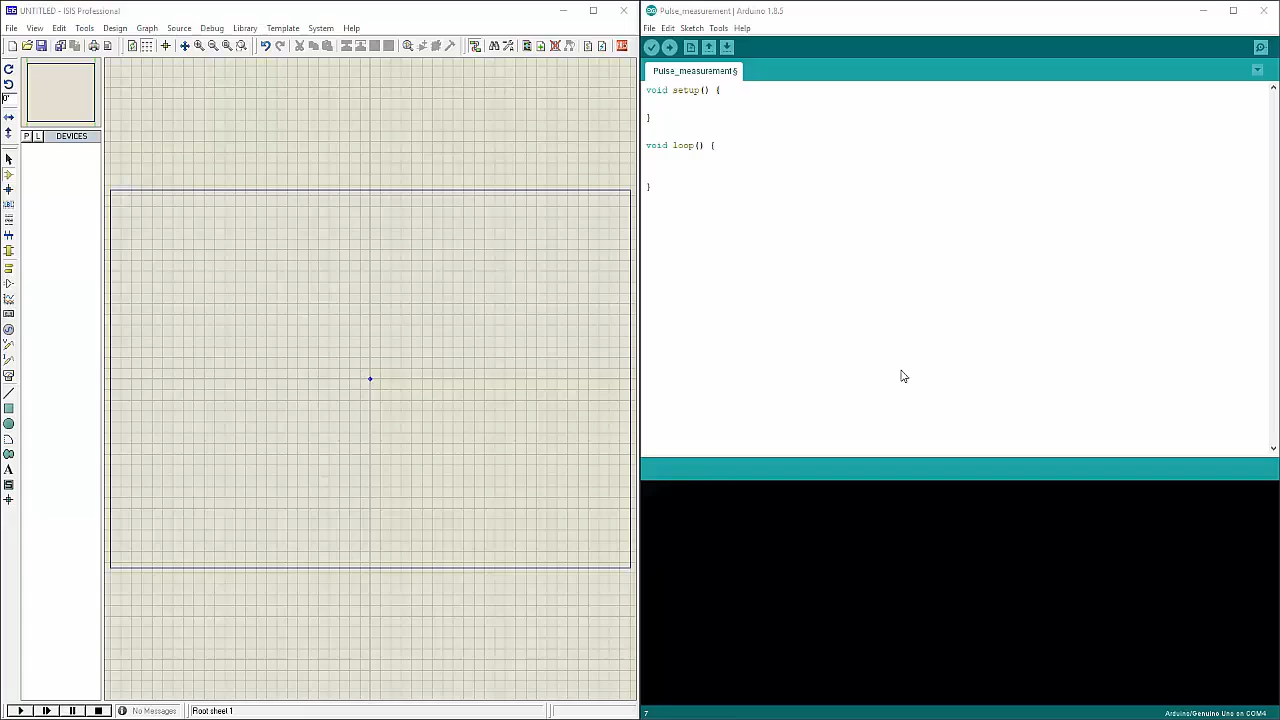 UNTITLED - ISIS Professional
File View Edit Tools Design Graph Source Debug Library Template System Help
P L DEVICES
No Messages
Root sheet 1
Pulse_measurement | Arduino 1.8.5
File Edit Sketch Tools Help
Pulse_measurement§
void setup() {
}
void loop() {
}
7
Arduino/Genuino Uno on COM4